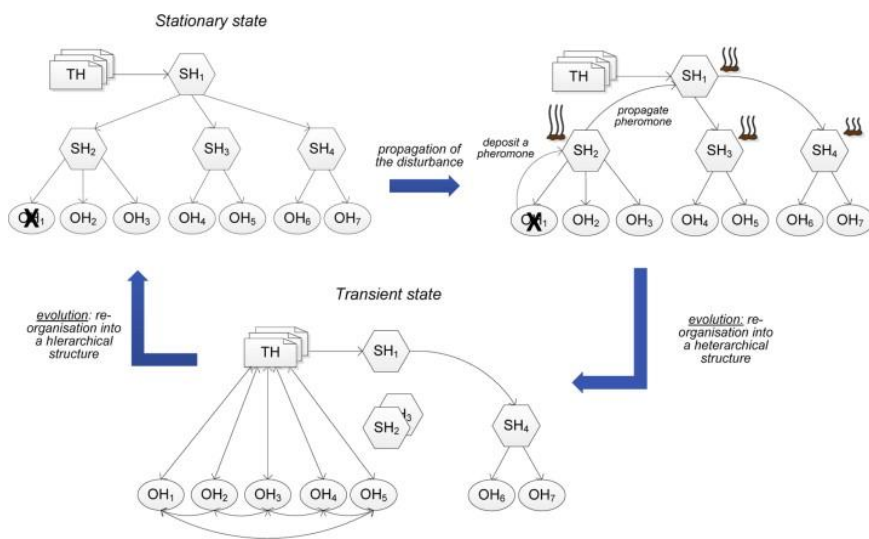 Stationary state
TH
SH1
SH2
SH3
SH4
OH1
OH2
OH3
OH4
OH5
OH6
OH7
propagation of
the disturbance
TH
SH1
propagate
pheromone
deposit a
pheromone
SH2
SH3
SH4
OH1
OH2
OH3
OH4
OH5
OH6
OH7
evolution: re-
organisation into
a hierarchical
structure
Transient state
evolution: re-
organisation into
a heterarchical
structure
TH
SH1
H3
SH2
SH4
OH1
OH2
OH3
OH4
OH5
OH6
OH7